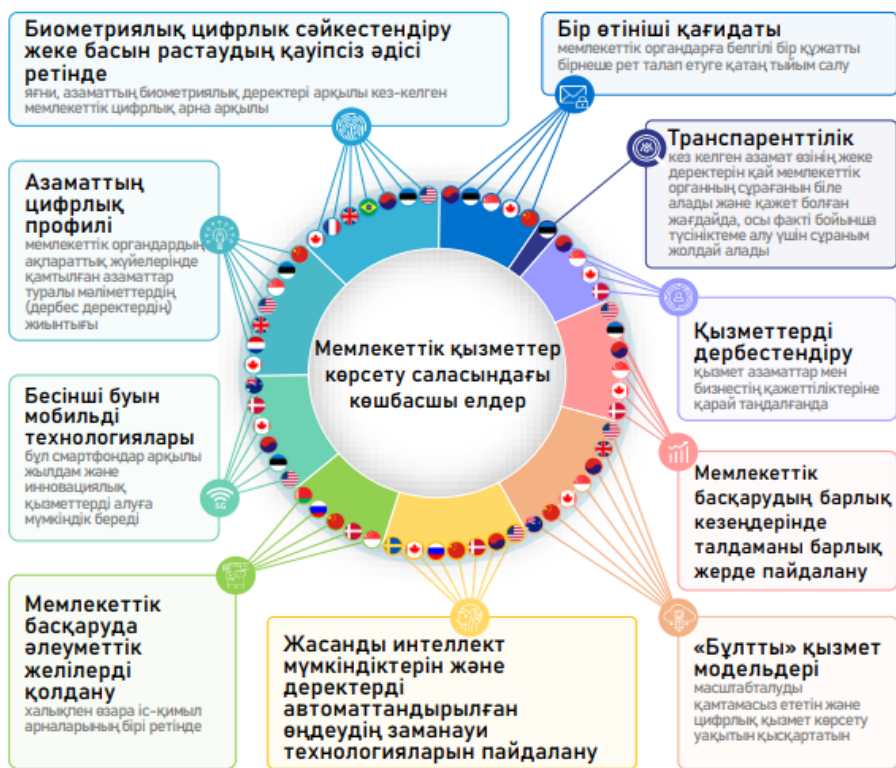 Биометриялық цифрлык сәйкестендіру
жеке басын растаудың қауіпсіз әдісі
ретінде
яғни, азаматтың биометриялық деректері арқылы кез-келген
мемлекеттік цифрлық арна арқылы
Бір өтініші қағидаты
мемлекеттік органдарға белгілі бір құжатты
бірнеше рет талап етуге қатаң тыйым салу
Транспаренттілік
кез келген азамат өзінің жеке
деректерін қай мемлекеттік
органның сұрағанын біле
алады және қажет болған
жағдайда, осы факті бойынша
түсініктеме алу үшін сұраным
жолдай алады
Азаматтың
цифрлық
профилі
мемлекеттік органдардың
ақпараттық жүйелерінде
қамтылған азаматтар
туралы мәліметтердің
(дербес деректердің)
жиынтығы
Мемлекеттік қызметтер
көрсету саласындағы
көшбасшы елдер
Қызметтерді
дербестендіру
қызмет азаматтар мен
бизнестің қажеттіліктеріне
қарай таңдалғанда
Бесінші буын
мобильді
технологиялары
бұл смартфондар арқылы
жылдам және
инновациялық
қызметтерді алуға
мүмкіндік береді
5G
Мемлекеттік
басқарудың барлық
кезеңдерінде
талдаманы барлық
жерде пайдалану
Мемлекеттік
басқаруда
әлеуметтік
желілерді
қолдану
халықпен өзара іс-қимыл
арналарының бірі ретінде
Жасанды интеллект
мүмкіндіктерін және
деректерді
автоматтандырылған
өңдеудің заманауи
технологияларын пайдалану
«Бұлтты» қызмет
модельдері
масштабталуды
қамтамасыз ететін және
цифрлық қызмет көрсету
уақытын қысқартатын